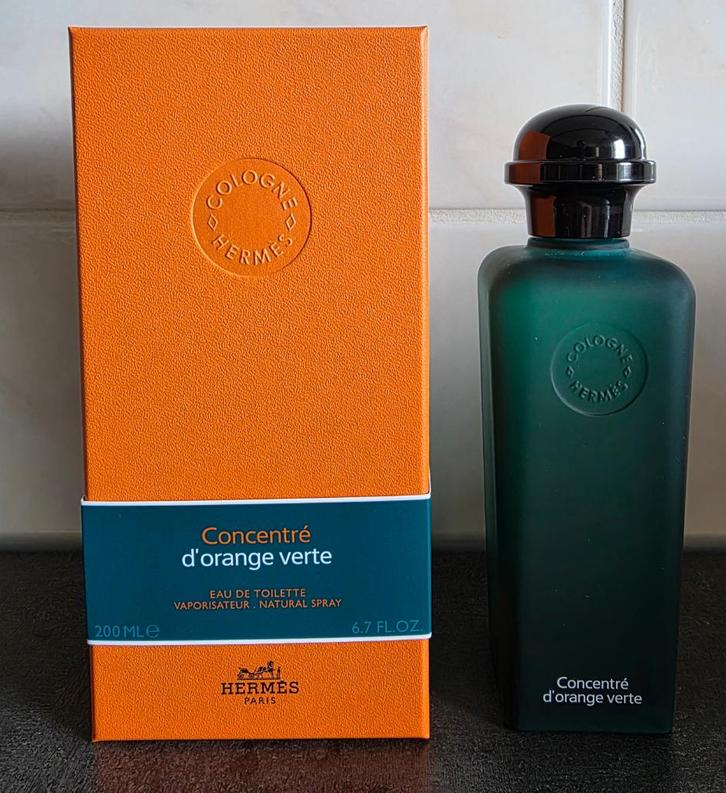 COLOGNE
HERMÈS
Concentré
d'orange verte
EAU DE TOILETTE
VAPORISATEUR . NATURAL SPRAY
200 ML℮
6.7 FL.OZ.
HERMÈS
PARIS
COLOGNE
HERMÈS
Concentré
d'orange verte